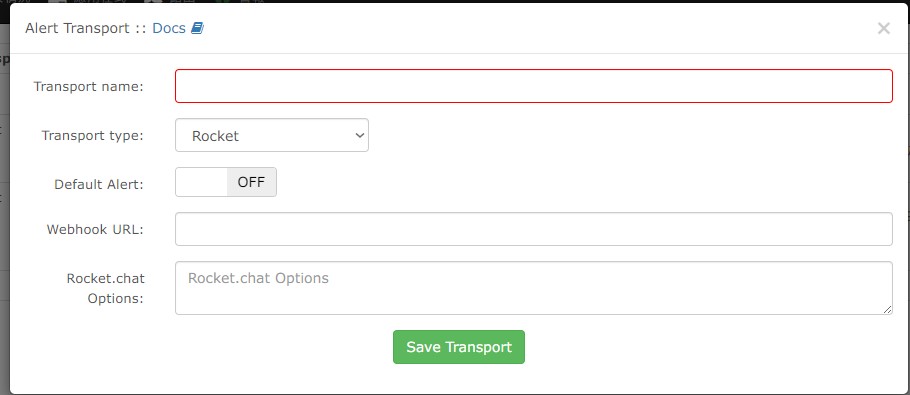 Alert Transport :: Docs
×
Transport name:
Transport type:
Rocket
Default Alert:
OFF
Webhook URL:
Rocket.chat
Options:
Rocket.chat Options
Save Transport